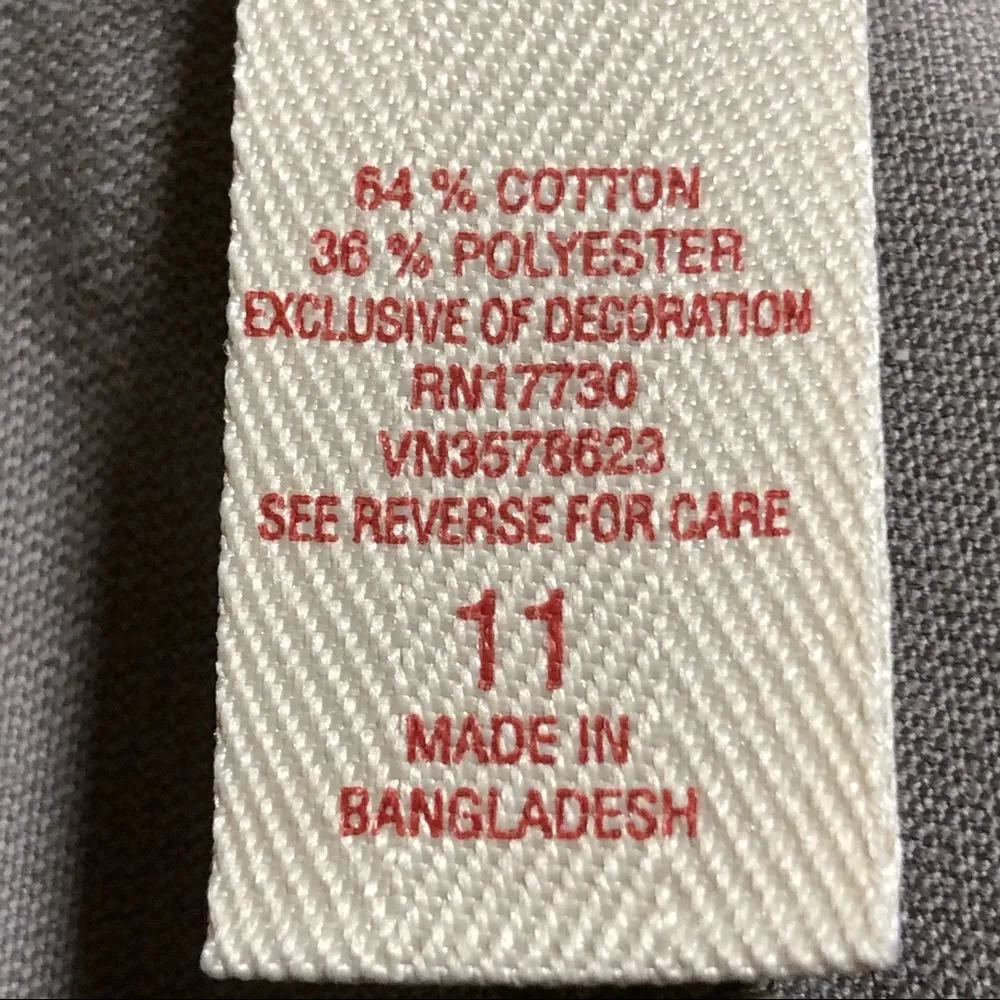 64 % COTTON
36 % POLYESTER
EXCLUSIVE OF DECORATION
RN17730
VN3578623
SEE REVERSE FOR CARE
11
MADE IN
BANGLADESH